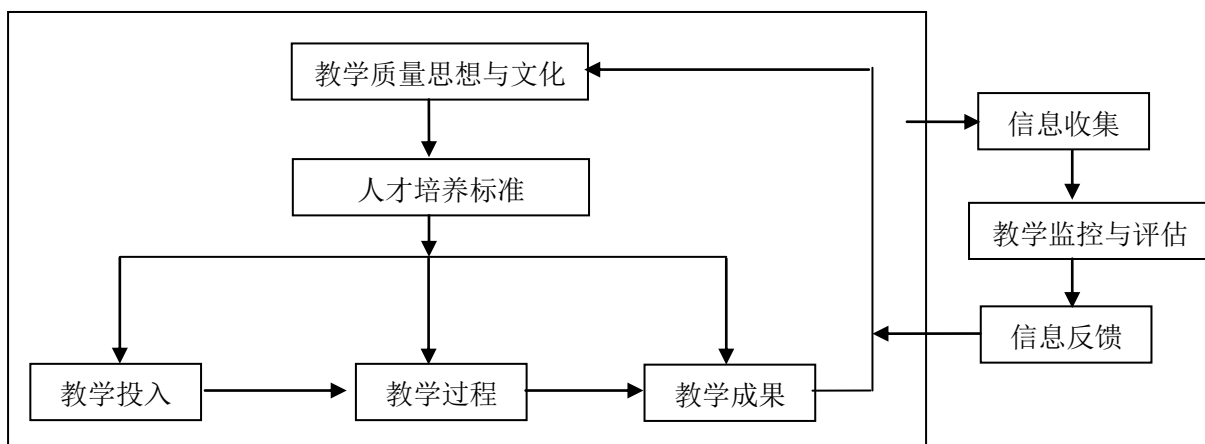 教学质量思想与文化
信息收集
人才培养标准
教学监控与评估
信息反馈
教学投入
教学过程
教学成果